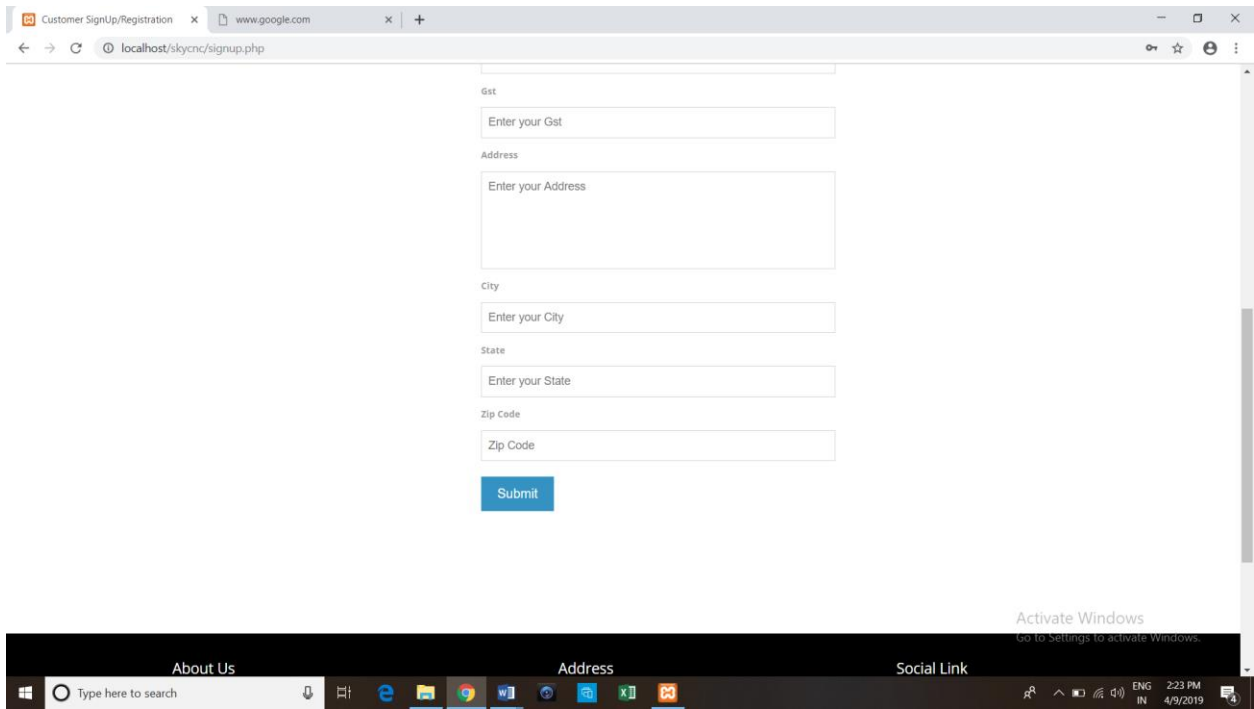 Customer SignUp/Registration
www.google.com
localhost/skycnc/signup.php
Gst
Enter your Gst
Address
Enter your Address
City
Enter your City
State
Enter your State
Zip Code
Zip Code
Submit
Activate Windows
Go to Settings to activate Windows.
About Us
Address
Social Link
Type here to search
ENG
IN
2:23 PM
4/9/2019
4